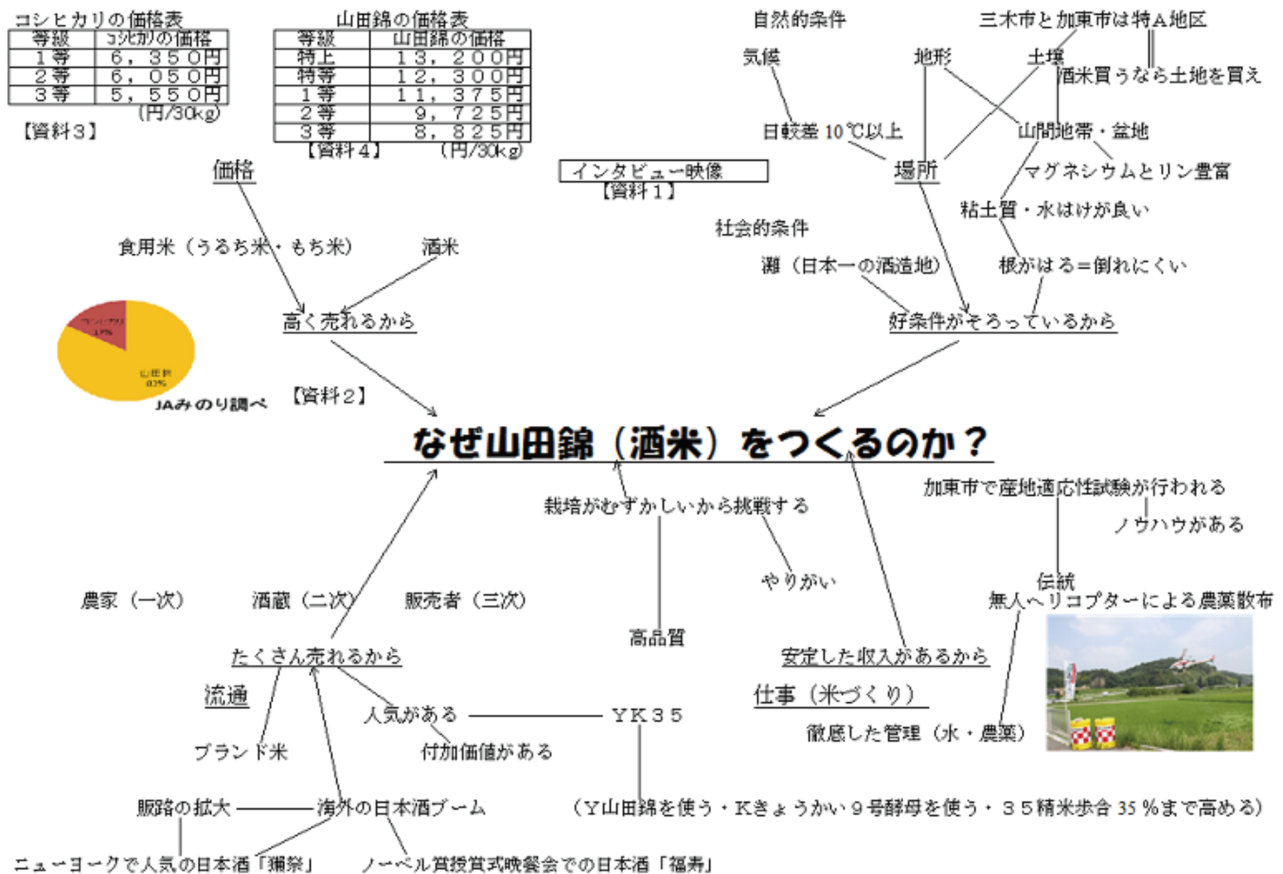 コシヒカリの価格表
等級 コシヒカリの価格
1等 6,350円
2等 6,050円
3等 5,550円
(円/30kg)
【資料3】
山田錦の価格表
等級 山田錦の価格
特上 13,200円
特等 12,300円
1等 11,375円
2等 9,725円
3等 8,825円
【資料4】 (円/30kg)
価格
食用米(うるち米・もち米) 酒米
高く売れるから
山田錦
JAみのり調べ
【資料2】
インタビュー映像
【資料1】
自然的条件
三木市と加東市は特A地区
気候 地形 土壌
酒米買うなら土地を買え
日較差10℃以上
山間地帯・盆地
場所
マグネシウムとリン豊富
粘土質・水はけが良い
社会的条件
灘(日本一の酒造地)
根がはる=倒れにくい
好条件がそろっているから
なぜ山田錦(酒米)をつくるのか?
栽培がむずかしいから挑戦する
やりがい
高品質
加東市で産地適応性試験が行われる
ノウハウがある
伝統
無人ヘリコプターによる農薬散布
安定した収入があるから
仕事(米づくり)
徹底した管理(水・農薬)
農家(一次) 酒蔵(二次) 販売者(三次)
たくさん売れるから
流通
人気がある
YK35
ブランド米
付加価値がある
販路の拡大
海外の日本酒ブーム
(Y山田錦を使う・Kきょうかい9号酵母を使う・35精米歩合35%まで高める)
ニューヨークで人気の日本酒「獺祭」
ノーベル賞授賞式晩餐会での日本酒「福寿」